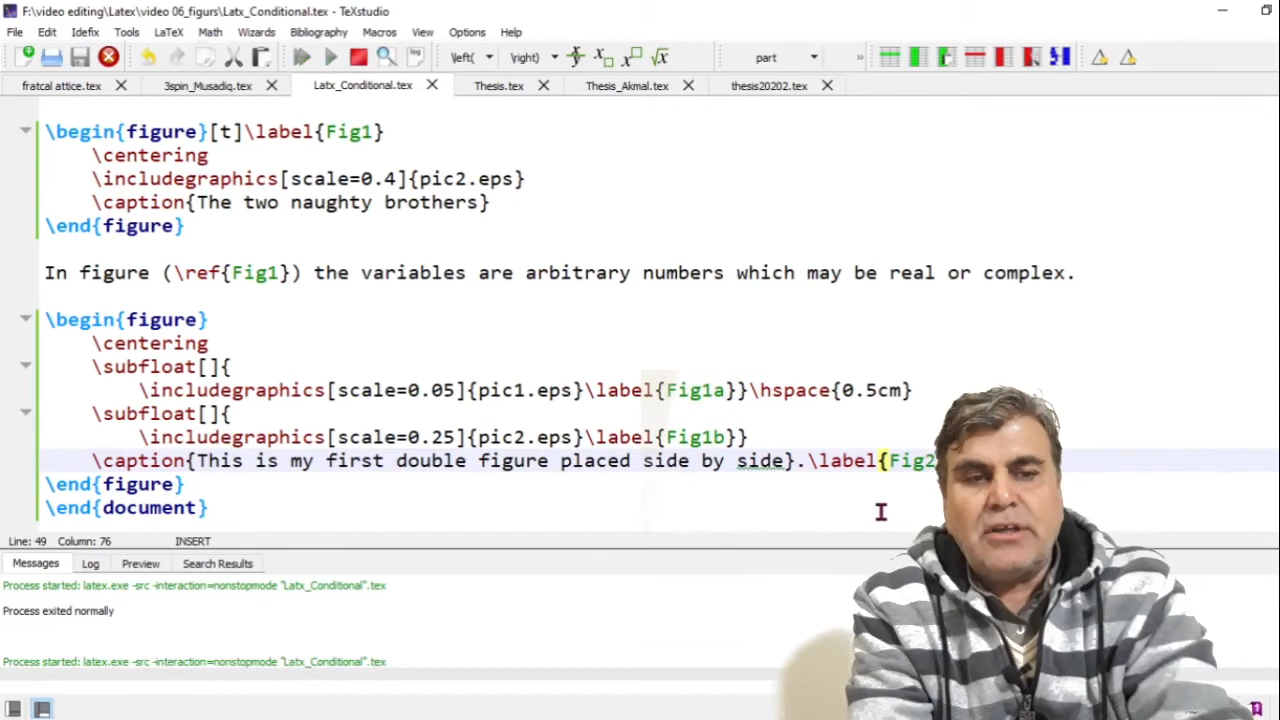 F:\video editing\Latex\video 06_figurs\Latx_Conditional.tex - TeXstudio
File Edit Idefix Tools LaTeX Math Wizards Bibliography Macros View Options Help
\left( \right) part »
fratcal attice.tex 3spin_Musadiq.tex Latx_Conditional.tex Thesis.tex Thesis_Akmal.tex thesis20202.tex
\begin{figure}[t]\label{Fig1}
\centering
\includegraphics[scale=0.4]{pic2.eps}
\caption{The two naughty brothers}
\end{figure}
In figure (\ref{Fig1}) the variables are arbitrary numbers which may be real or complex.
\begin{figure}
\centering
\subfloat[]{
\includegraphics[scale=0.05]{pic1.eps}\label{Fig1a}}\hspace{0.5cm}
\subfloat[]{
\includegraphics[scale=0.25]{pic2.eps}\label{Fig1b}}
\caption{This is my first double figure placed side by side}.\label{Fig2
\end{figure}
\end{document}
Line: 49 Column: 76 INSERT
Messages Log Preview Search Results
Process started: latex.exe -src -interaction=nonstopmode "Latx_Conditional".tex
Process exited normally
Process started: latex.exe -src -interaction=nonstopmode "Latx_Conditional".tex